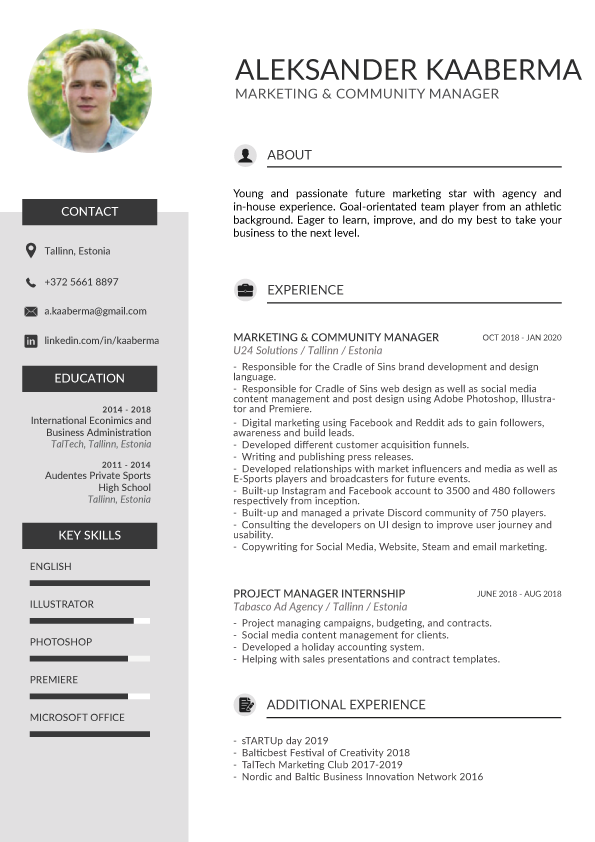 ALEKSANDER KAABERMA
MARKETING & COMMUNITY MANAGER
CONTACT
Tallinn, Estonia
+372 5661 8897
a.kaaberma@gmail.com
in
linkedin.com/in/kaaberma
EDUCATION
2014 - 2018
International Econimics and
Business Administration
TalTech, Tallinn, Estonia
2011 - 2014
Audentes Private Sports
High School
Tallinn, Estonia
KEY SKILLS
ENGLISH
ILLUSTRATOR
PHOTOSHOP
PREMIERE
MICROSOFT OFFICE
ABOUT
Young and passionate future marketing star with agency and
in-house experience. Goal-orientated team player from an athletic
background. Eager to learn, improve, and do my best to take your
business to the next level.
EXPERIENCE
MARKETING & COMMUNITY MANAGER OCT 2018 - JAN 2020
U24 Solutions / Tallinn / Estonia
- Responsible for the Cradle of Sins brand development and design
language.
- Responsible for Cradle of Sins web design as well as social media
content management and post design using Adobe Photoshop, Illustra-
tor and Premiere.
- Digital marketing using Facebook and Reddit ads to gain followers,
awareness and build leads.
- Developed different customer acquisition funnels.
- Writing and publishing press releases.
- Developed relationships with market influencers and media as well as
E-Sports players and broadcasters for future events.
- Built-up Instagram and Facebook account to 3500 and 480 followers
respectively from inception.
- Built-up and managed a private Discord community of 750 players.
- Consulting the developers on UI design to improve user journey and
usability.
- Copywriting for Social Media, Website, Steam and email marketing.
PROJECT MANAGER INTERNSHIP JUNE 2018 - AUG 2018
Tabasco Ad Agency / Tallinn / Estonia
- Project managing campaigns, budgeting, and contracts.
- Social media content management for clients.
- Developed a holiday accounting system.
- Helping with sales presentations and contract templates.
ADDITIONAL EXPERIENCE
- sTARTUp day 2019
- Balticbest Festival of Creativity 2018
- TalTech Marketing Club 2017-2019
- Nordic and Baltic Business Innovation Network 2016